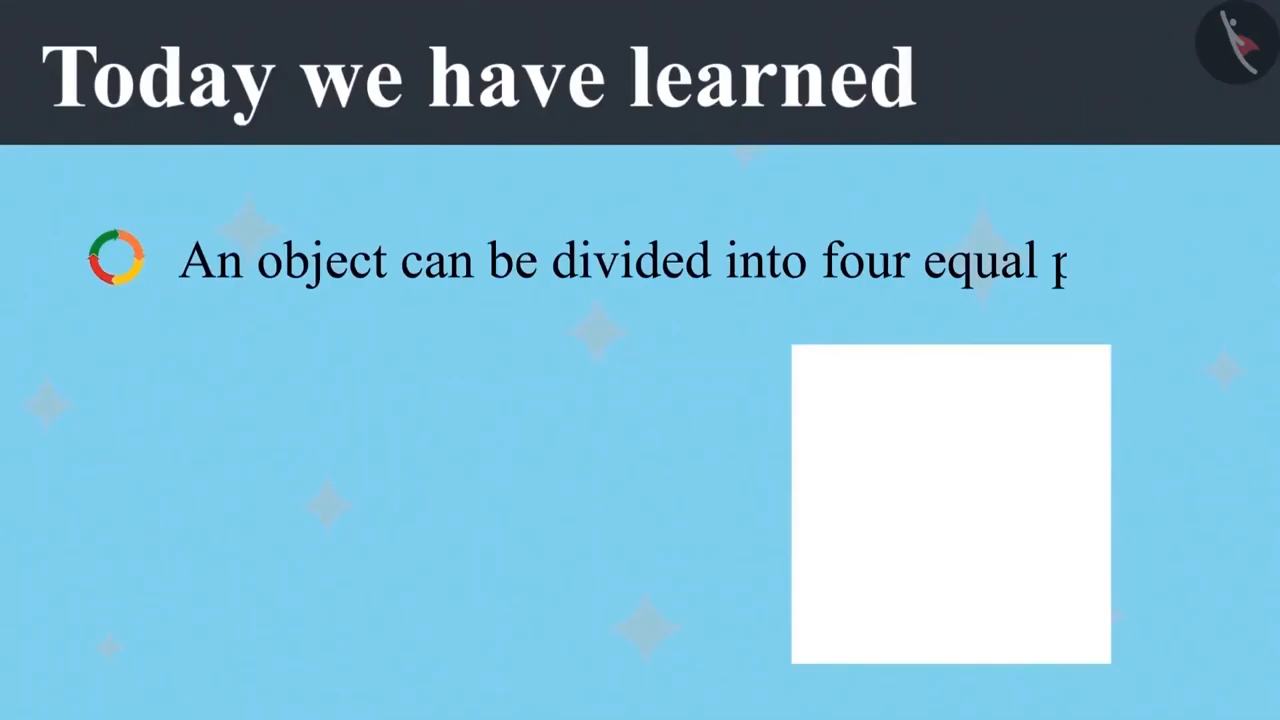 Today we have learned
An object can be divided into four equal